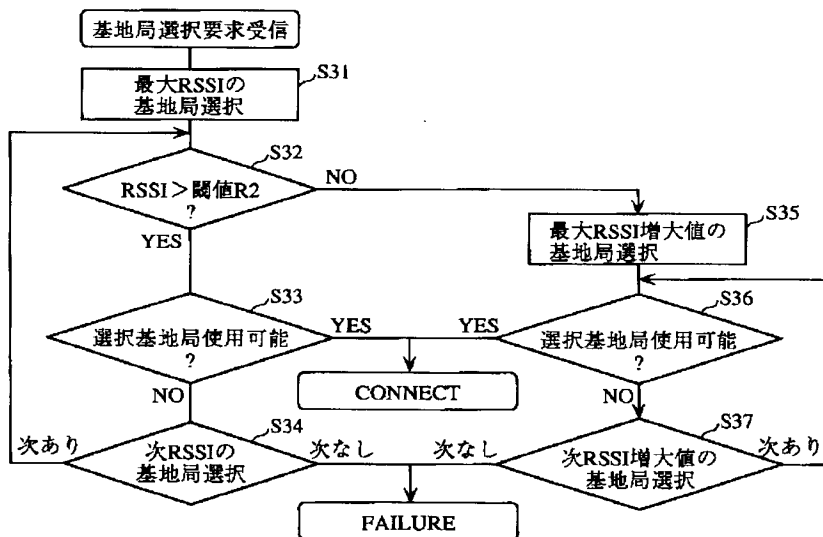 基地局選択要求受信
S31
最大RSSIの
基地局選択
S32
RSSI＞閾値R2
?
NO
YES
S35
最大RSSI増大値の
基地局選択
S33
選択基地局使用可能
?
YES
YES
S36
選択基地局使用可能
?
CONNECT
NO
NO
S34
次RSSIの
基地局選択
次あり
次なし
次なし
S37
次RSSI増大値の
基地局選択
次あり
FAILURE